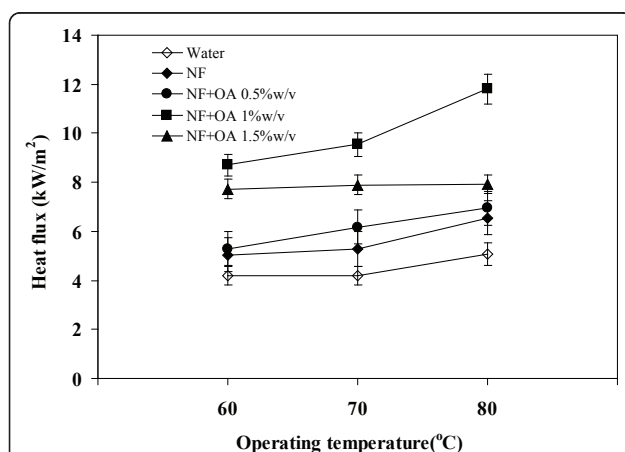 14
12
10
8
6
4
2
0
Heat flux (kW/m²)
Water
NF
NF+OA 0.5%w/v
NF+OA 1%w/v
NF+OA 1.5%w/v
60 70 80
Operating temperature(°C)